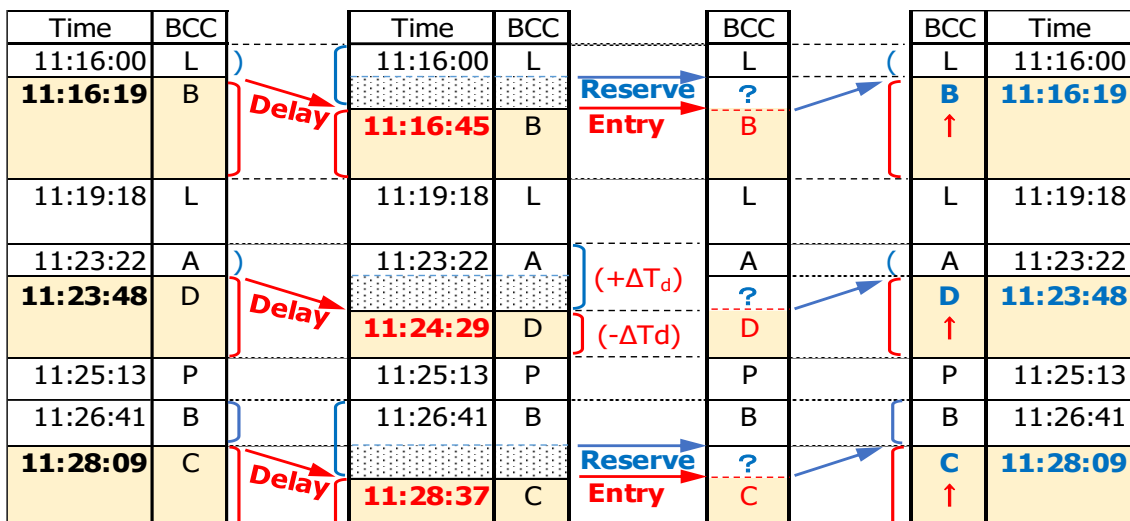 Time BCC Time BCC BCC BCC Time
11:16:00 L ) 11:16:00 L L ( L 11:16:00
11:16:19 B Delay Reserve ? B 11:16:19
11:16:45 B Entry B ↑
11:19:18 L 11:19:18 L L L 11:19:18
11:23:22 A ) 11:23:22 A (+ΔT_d) A ( A 11:23:22
11:23:48 D Delay ? D 11:23:48
11:24:29 D (-ΔTd) D ↑
11:25:13 P 11:25:13 P P P 11:25:13
11:26:41 B 11:26:41 B B B 11:26:41
11:28:09 C Delay Reserve ? C 11:28:09
11:28:37 C Entry C ↑